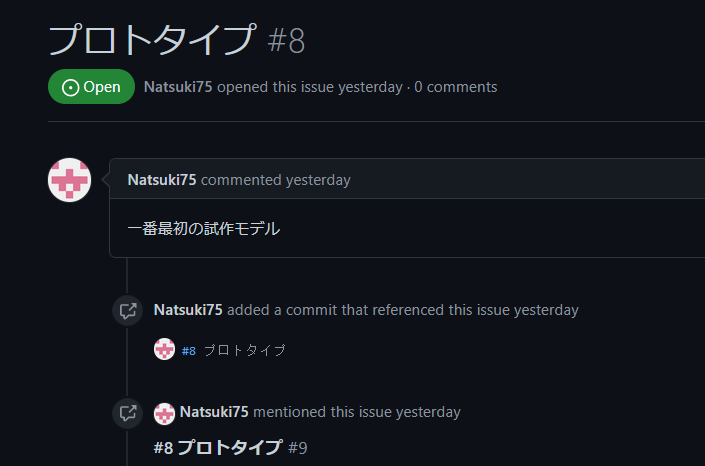 プロトタイプ #8
Open Natsuki75 opened this issue yesterday · 0 comments
Natsuki75 commented yesterday
一番最初の試作モデル
Natsuki75 added a commit that referenced this issue yesterday
#8 プロトタイプ
Natsuki75 mentioned this issue yesterday
#8 プロトタイプ #9